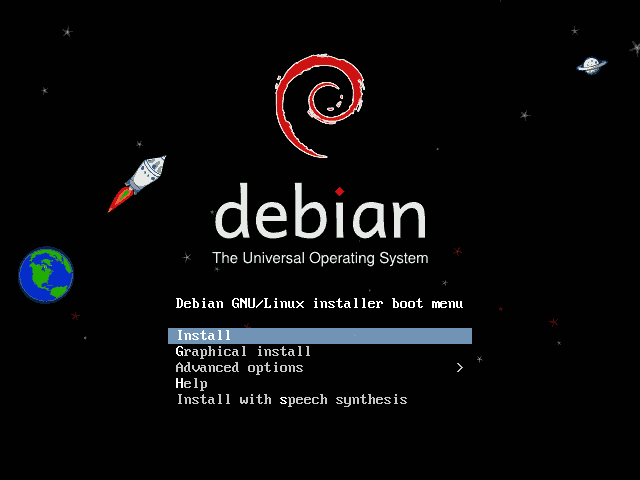 debian
The Universal Operating System
Debian GNU/Linux installer boot menu
Install
Graphical install
Advanced options >
Help
Install with speech synthesis